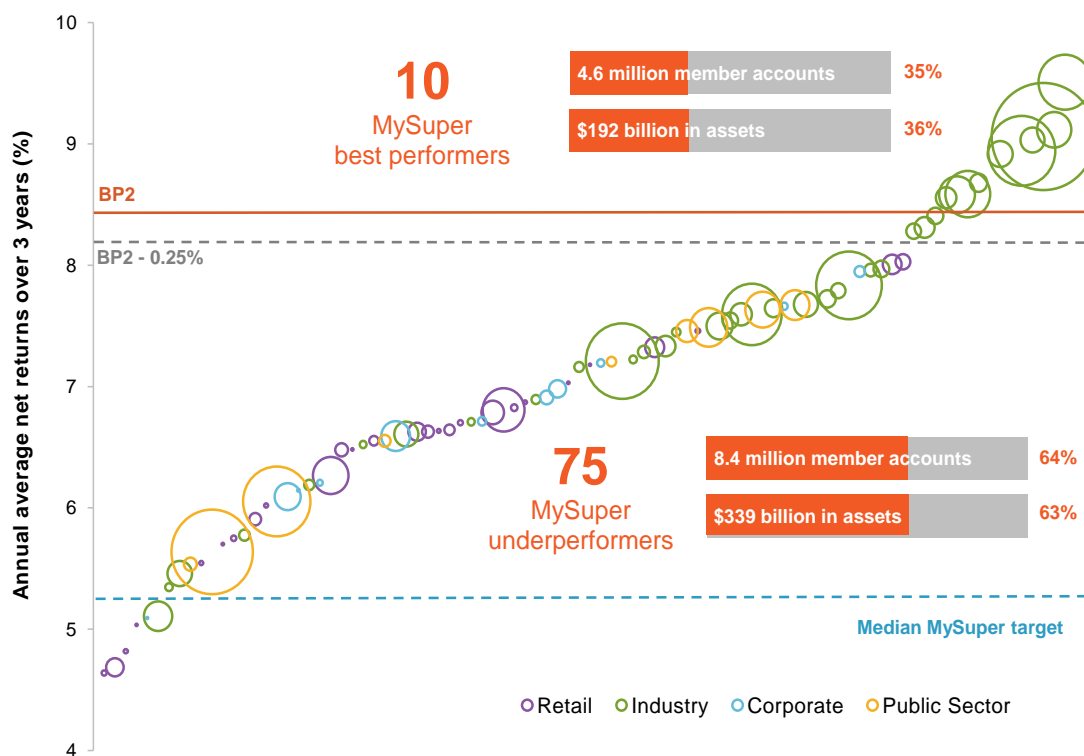 10
9
8
7
6
5
4
Annual average net returns over 3 years (%)
10
MySuper
best performers
4.6 million member accounts
35%
$192 billion in assets
36%
BP2
BP2 - 0.25%
75
MySuper
underperformers
8.4 million member accounts
64%
$339 billion in assets
63%
Median MySuper target
Retail
Industry
Corporate
Public Sector